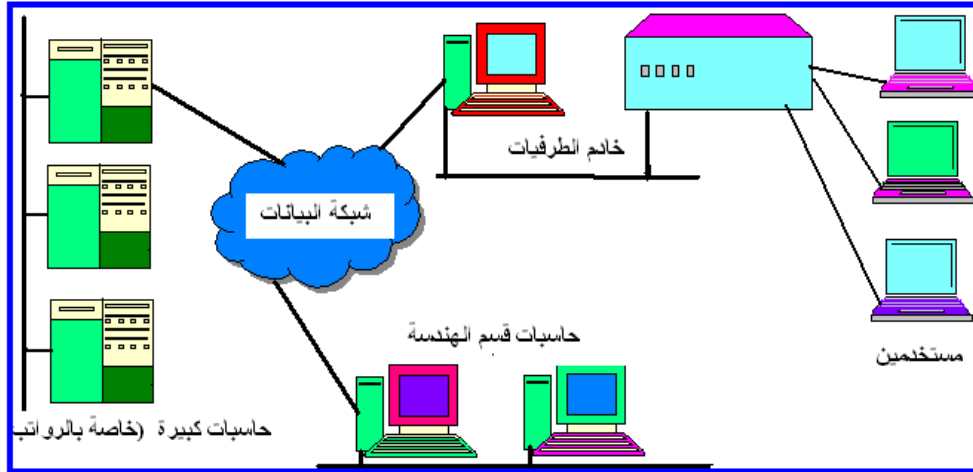 خادم الطرفيات
شبكة البيانات
حاسبات قسم الهندسة
مستخدمين
حاسبات كبيرة (خاصة بالرواتب